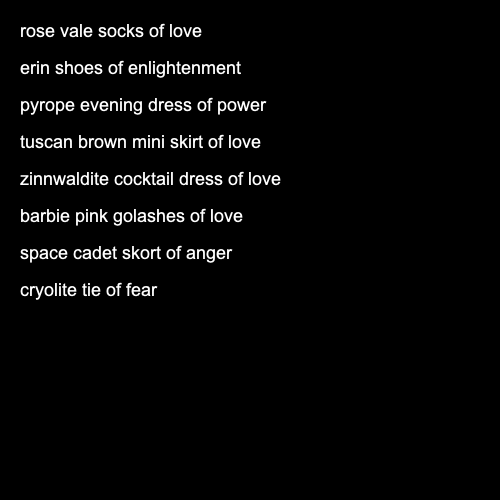 rose vale socks of love
erin shoes of enlightenment
pyrope evening dress of power
tuscan brown mini skirt of love
zinnwaldite cocktail dress of love
barbie pink golashes of love
space cadet skort of anger
cryolite tie of fear